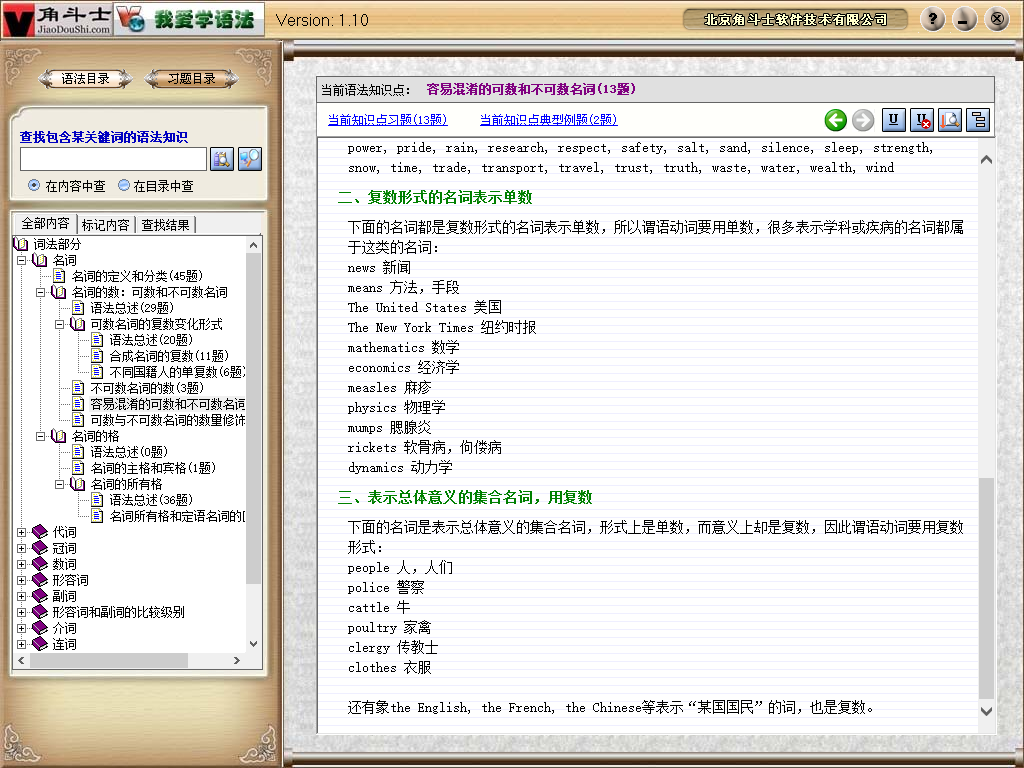 角斗士
JiaoDouShi.com
我爱学语法
Version: 1.10
北京角斗士软件技术有限公司
语法目录
习题目录
查找包含某关键词的语法知识
在内容中查
在目录中查
全部内容
标记内容
查找结果
词法部分
名词
名词的定义和分类(45题)
名词的数：可数和不可数名词
语法总述(29题)
可数名词的复数变化形式
语法总述(20题)
合成名词的复数(11题)
不同国籍人的单复数(6题)
不可数名词的数(3题)
容易混淆的可数和不可数名词
可数与不可数名词的数量修饰
名词的格
语法总述(0题)
名词的主格和宾格(1题)
名词的所有格
语法总述(36题)
名词所有格和定语名词的
代词
冠词
数词
形容词
副词
形容词和副词的比较级别
介词
连词
当前语法知识点： 容易混淆的可数和不可数名词(13题)
当前知识点习题(13题)
当前知识点典型例题(2题)
power, pride, rain, research, respect, safety, salt, sand, silence, sleep, strength,
snow, time, trade, transport, travel, trust, truth, waste, water, wealth, wind
二、复数形式的名词表示单数
下面的名词都是复数形式的名词表示单数，所以谓语动词要用单数，很多表示学科或疾病的名词都属
于这类的名词：
news 新闻
means 方法，手段
The United States 美国
The New York Times 纽约时报
mathematics 数学
economics 经济学
measles 麻疹
physics 物理学
mumps 腮腺炎
rickets 软骨病，佝偻病
dynamics 动力学
三、表示总体意义的集合名词，用复数
下面的名词是表示总体意义的集合名词，形式上是单数，而意义上却是复数，因此谓语动词要用复数
形式：
people 人，人们
police 警察
cattle 牛
poultry 家禽
clergy 传教士
clothes 衣服
还有象the English, the French, the Chinese等表示“某国国民”的词，也是复数。